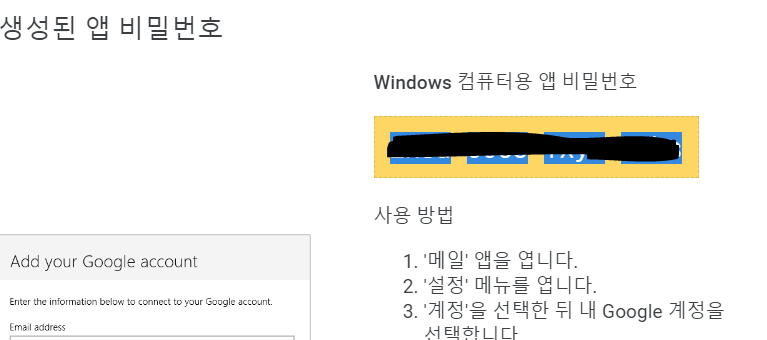 생성된 앱 비밀번호
Windows 컴퓨터용 앱 비밀번호
사용 방법
1. '메일' 앱을 엽니다.
2. '설정' 메뉴를 엽니다.
3. '계정'을 선택한 뒤 내 Google 계정을
선택합니다
Add your Google account
Enter the information below to connect to your Google account.
Email address